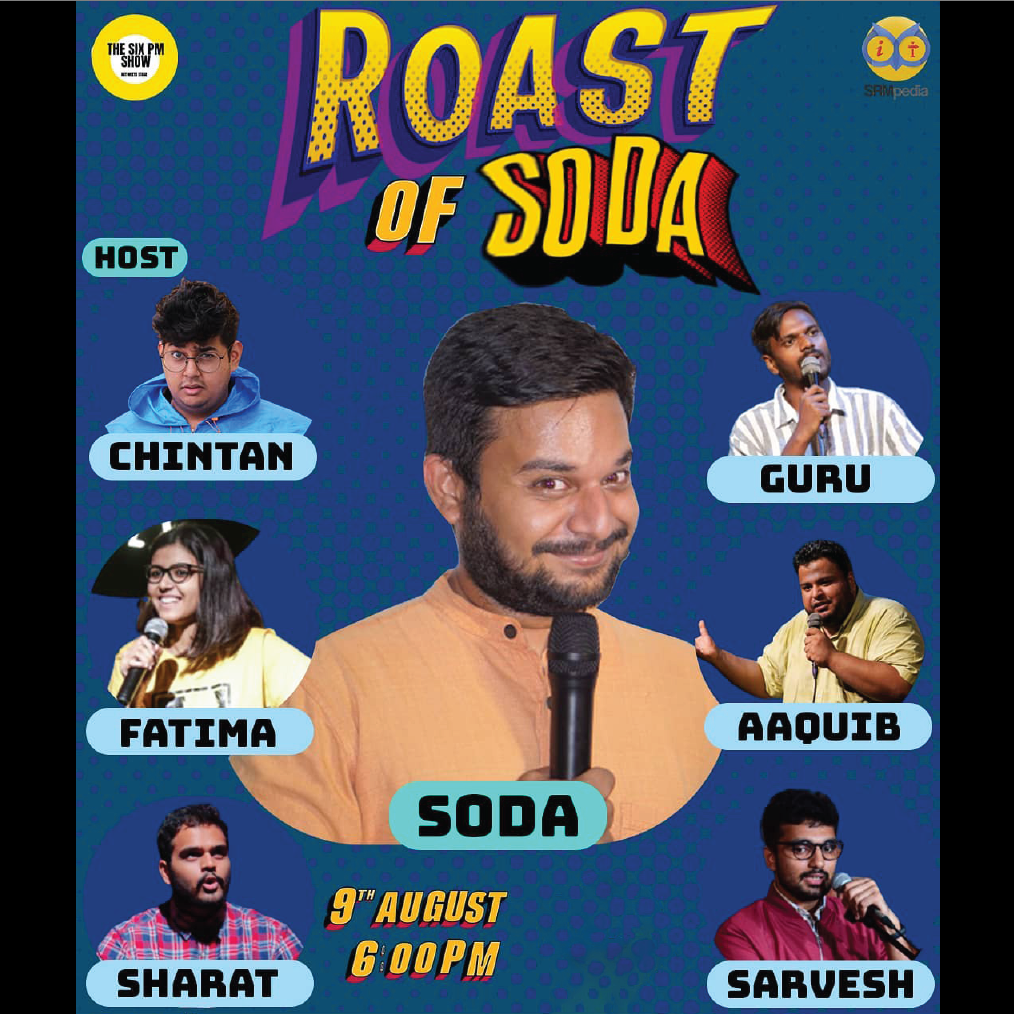 THE SIX PM
SHOW
ROAST
OF SODA
i t
SRMpedia
HOST
CHINTAN
GURU
FATIMA
AAQUIB
SODA
SHARAT
9TH AUGUST
6:00PM
SARVESH